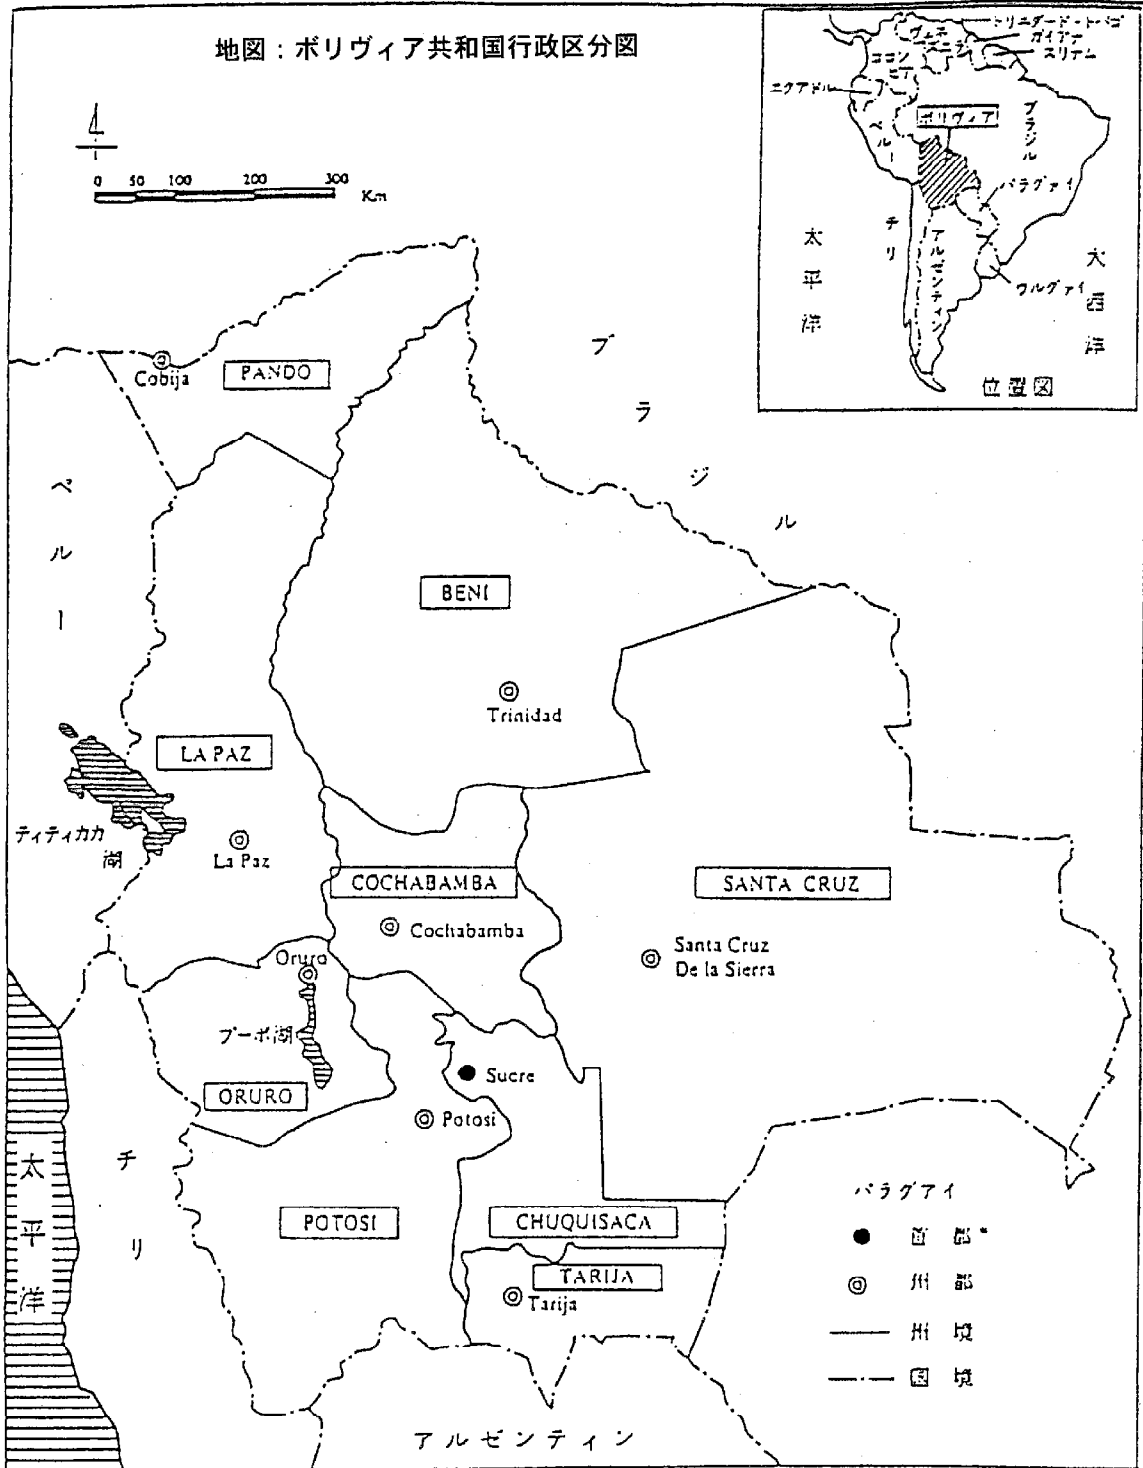 地図：ボリヴィア共和国行政区分図
0 50 100 200 300 Km
トリニダード・トバゴ
ヴェネズエラ
ガイアナ
スリナム
コロンビア
エクアドル
ペルー
ボリヴィア
ブラジル
パラグァイ
チリ
アルゼンティン
ウルグァイ
太平洋
大西洋
位置図
Cobija
PANDO
ブラジル
ペルー
BENI
Trinidad
LA PAZ
ティティカカ
湖
La Paz
COCHABAMBA
Cochabamba
SANTA CRUZ
Santa Cruz
De la Sierra
Oruro
プーポ湖
ORURO
Sucre
Potosi
POTOSI
CHUQUISACA
TARIJA
Tarija
太平洋
チリ
パラグアイ
首都*
州都
州境
国境
アルゼンティン